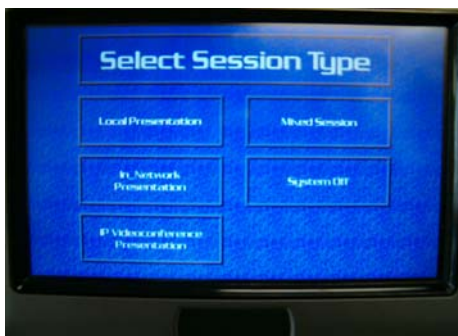 Select Session Type
Local Presentation
Mixed Session
In_Network
Presentation
System Off
IP Videoconference
Presentation